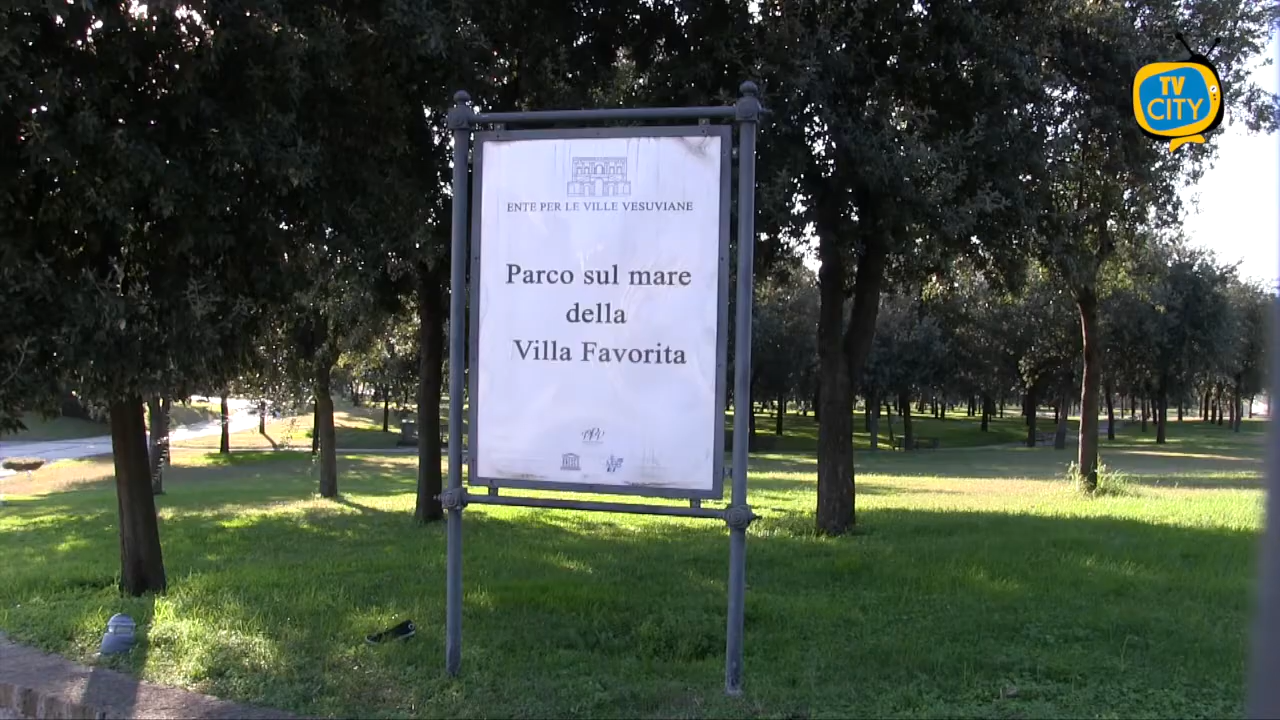 TV
CITY
ENTE PER LE VILLE VESUVIANE
Parco sul mare
della
Villa Favorita